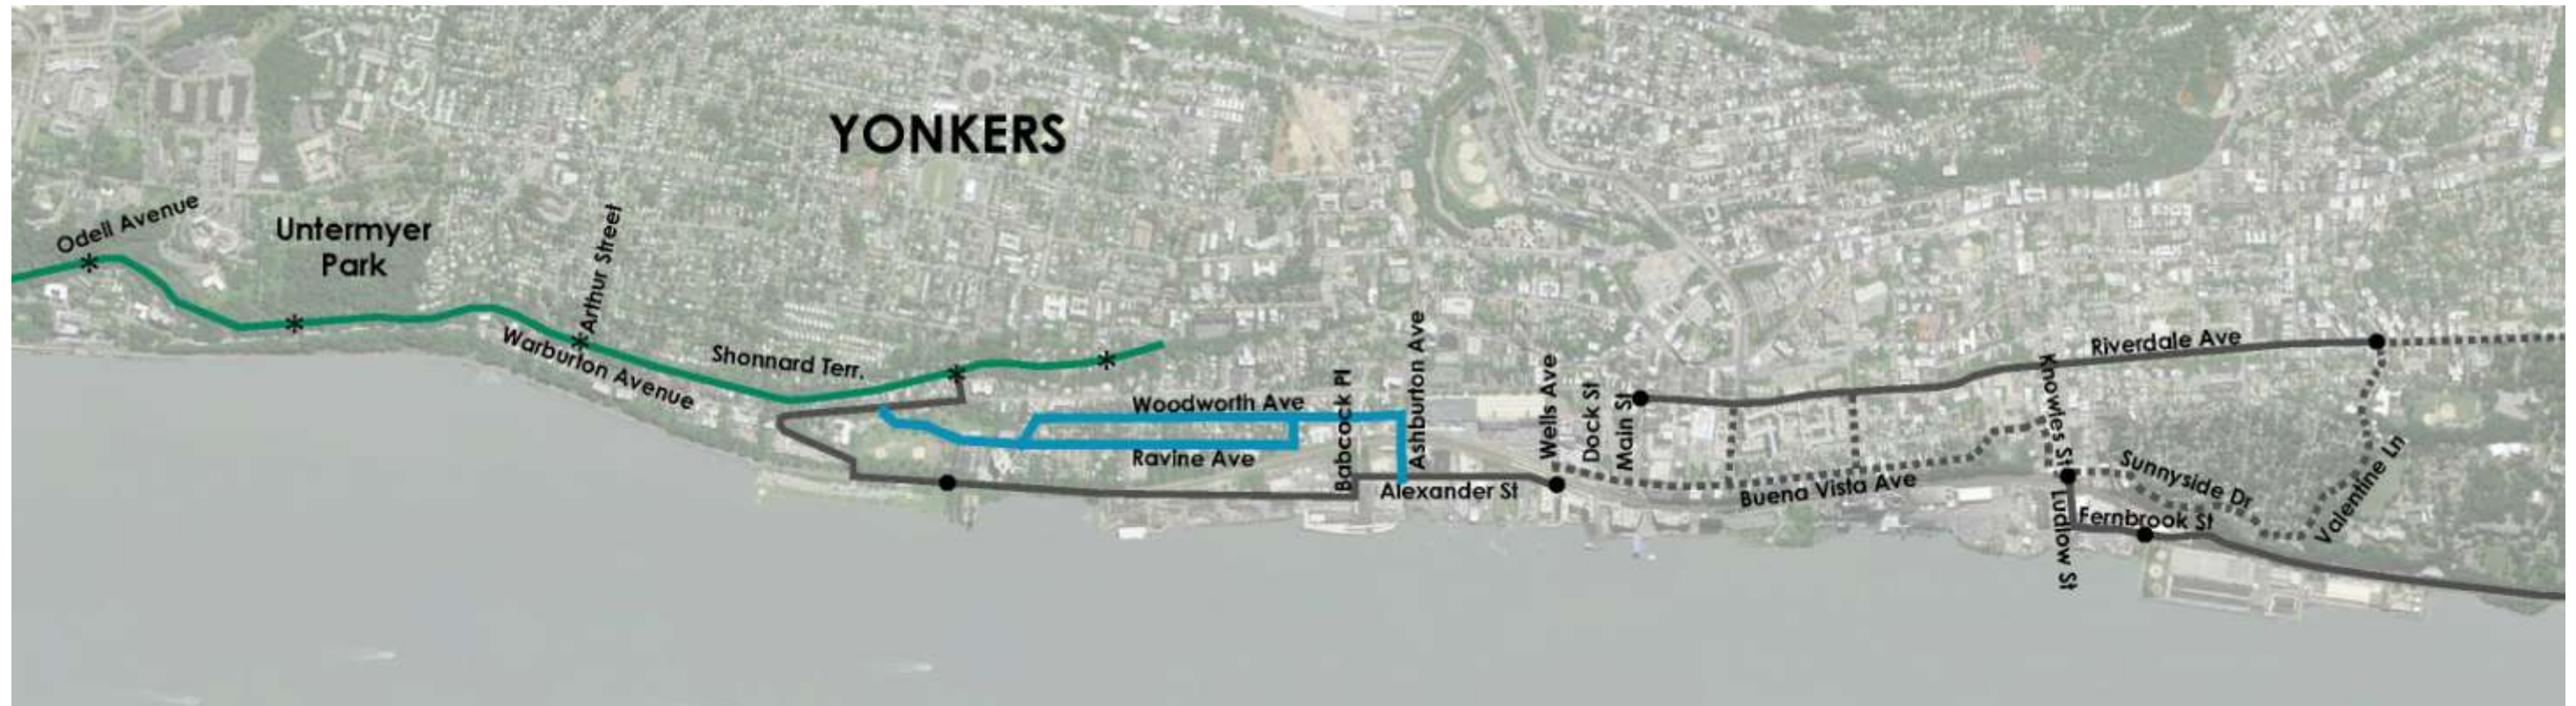 YONKERS
Odell Avenue
Untermyer
Park
Arthur Street
Warburton Avenue
Shonnard Terr.
Woodworth Ave
Ravine Ave
Babcock Pl
Ashburton Ave
Alexander St
Wells Ave
Dock St
Main St
Buena Vista Ave
Riverdale Ave
Knowles St
Ludlow St
Sunnyside Dr
Fernbrook St
Valentine Ln